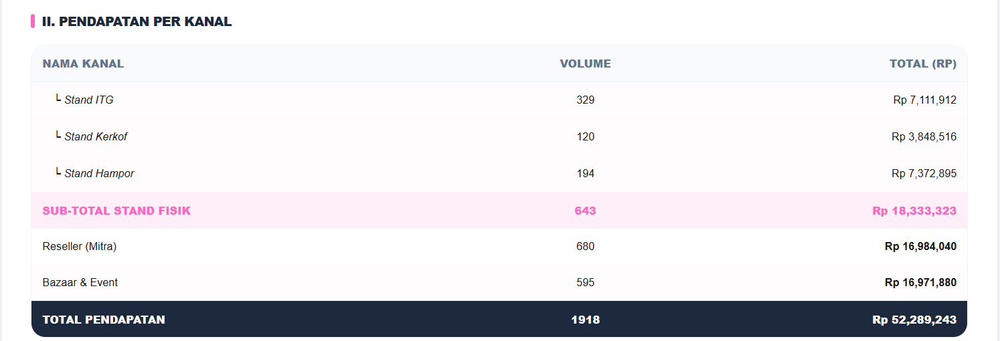 II. PENDAPATAN PER KANAL
NAMA KANAL VOLUME TOTAL (RP)
└ Stand ITG 329 Rp 7,111,912
└ Stand Kerkof 120 Rp 3,848,516
└ Stand Hampor 194 Rp 7,372,895
SUB-TOTAL STAND FISIK 643 Rp 18,333,323
Reseller (Mitra) 680 Rp 16,984,040
Bazaar & Event 595 Rp 16,971,880
TOTAL PENDAPATAN 1918 Rp 52,289,243